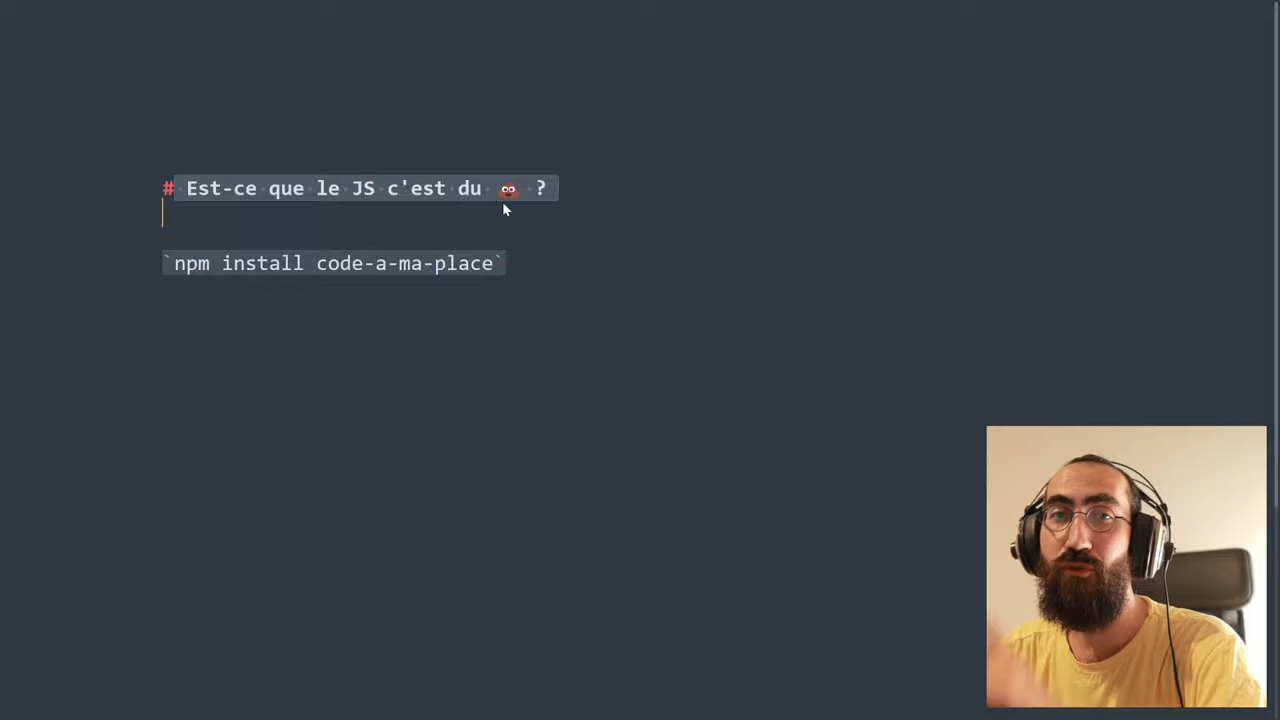 # Est-ce que le JS c'est du 💩 ?
`npm install code-a-ma-place`